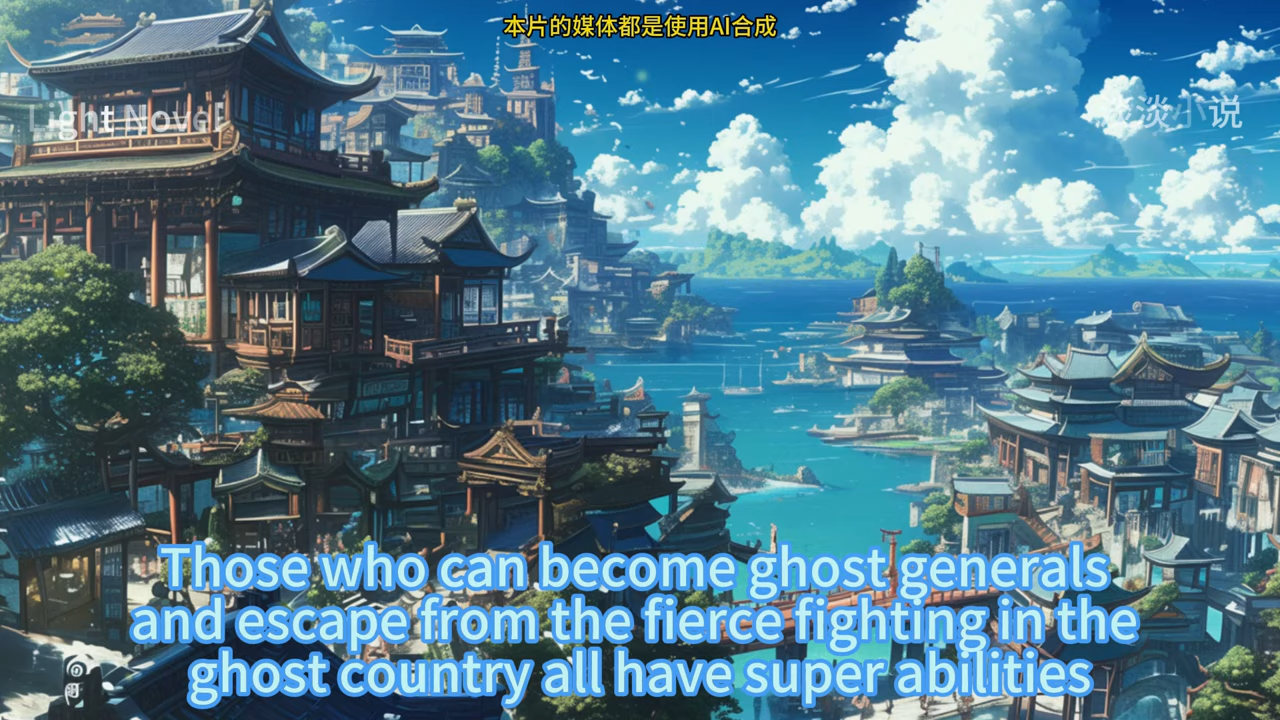 本片的媒体都是使用AI合成
Light Novel
淡小说
Those who can become ghost generals
and escape from the fierce fighting in the
ghost country all have super abilities